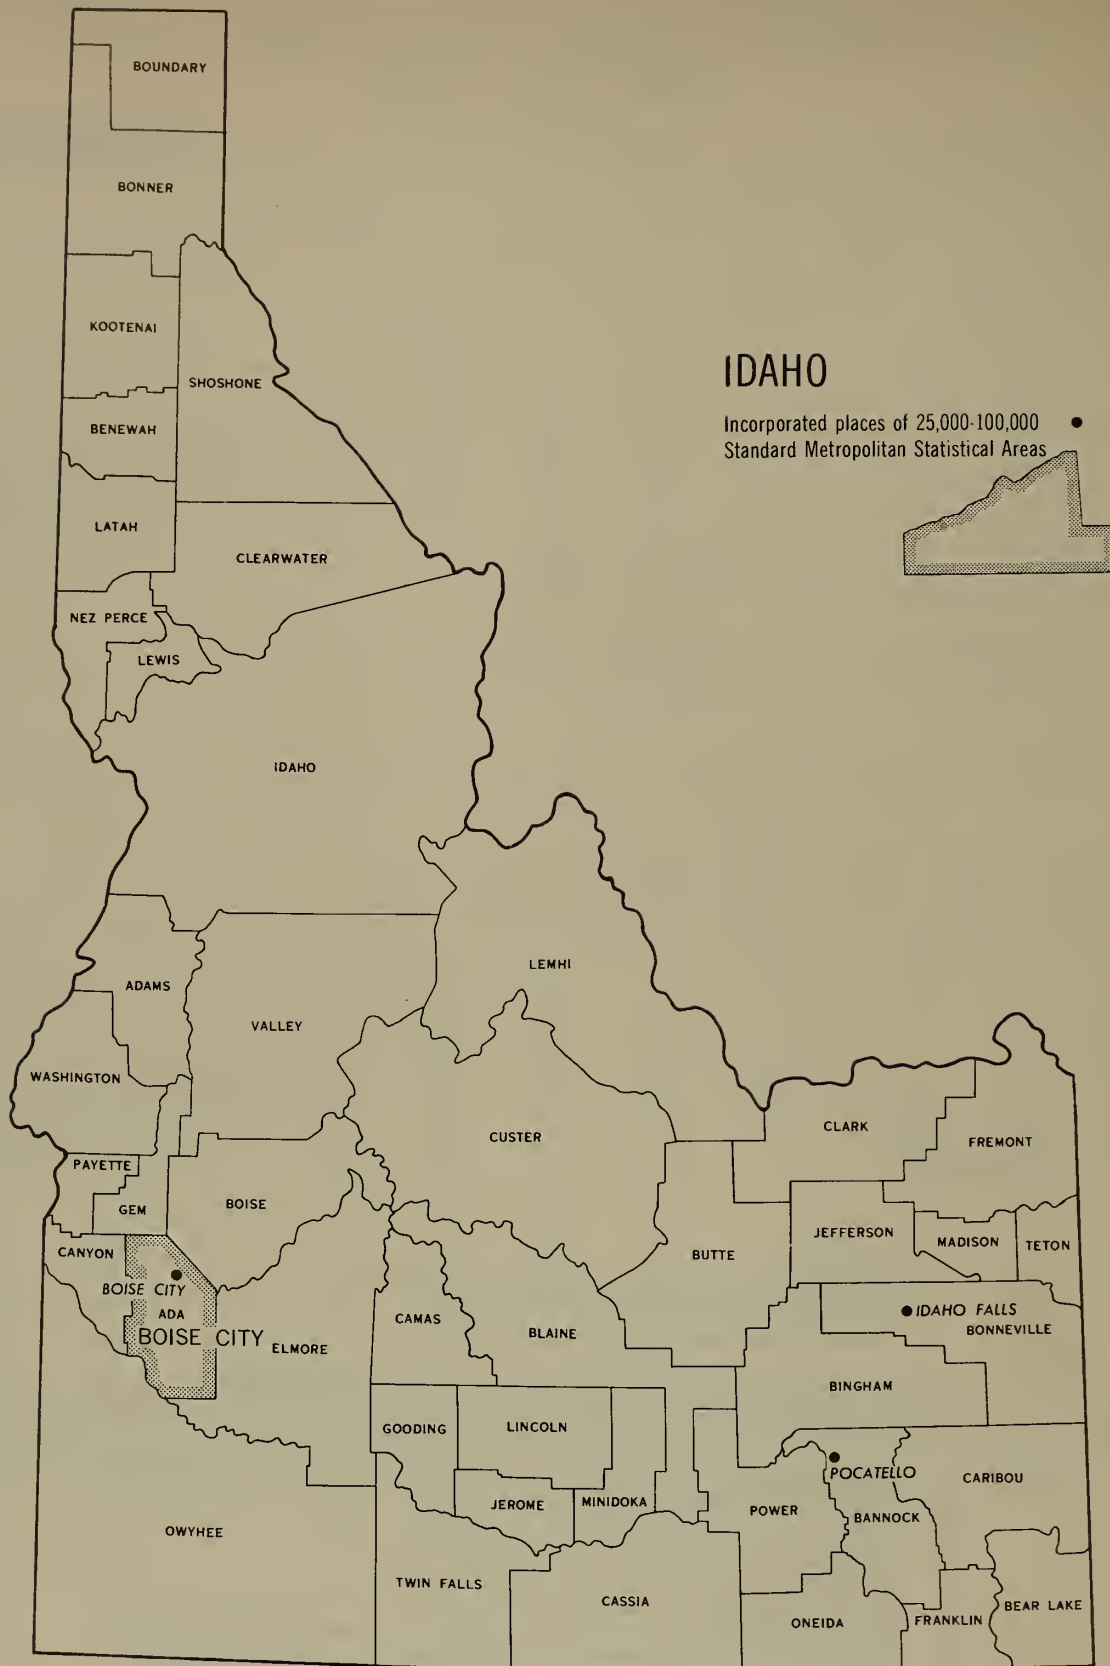 BOUNDARY
BONNER
KOOTENAI
SHOSHONE
IDAHO
Incorporated places of 25,000-100,000
Standard Metropolitan Statistical Areas
BENEWAH
LATAH
CLEARWATER
NEZ PERCE
LEWIS
IDAHO
LEMHI
ADAMS
VALLEY
WASHINGTON
CLARK
CUSTER
FREMONT
PAYETTE
BOISE
GEM
JEFFERSON
MADISON
TETON
CANYON
BUTTE
BOISE CITY
ADA
BOISE CITY
IDAHO FALLS
BONNEVILLE
CAMAS
BLAINE
ELMORE
BINGHAM
GOODING
LINCOLN
POCATELLO
CARIBOU
JEROME
MINIDOKA
POWER
BANNOCK
OWYHEE
TWIN FALLS
CASSIA
BEAR LAKE
ONEIDA
FRANKLIN